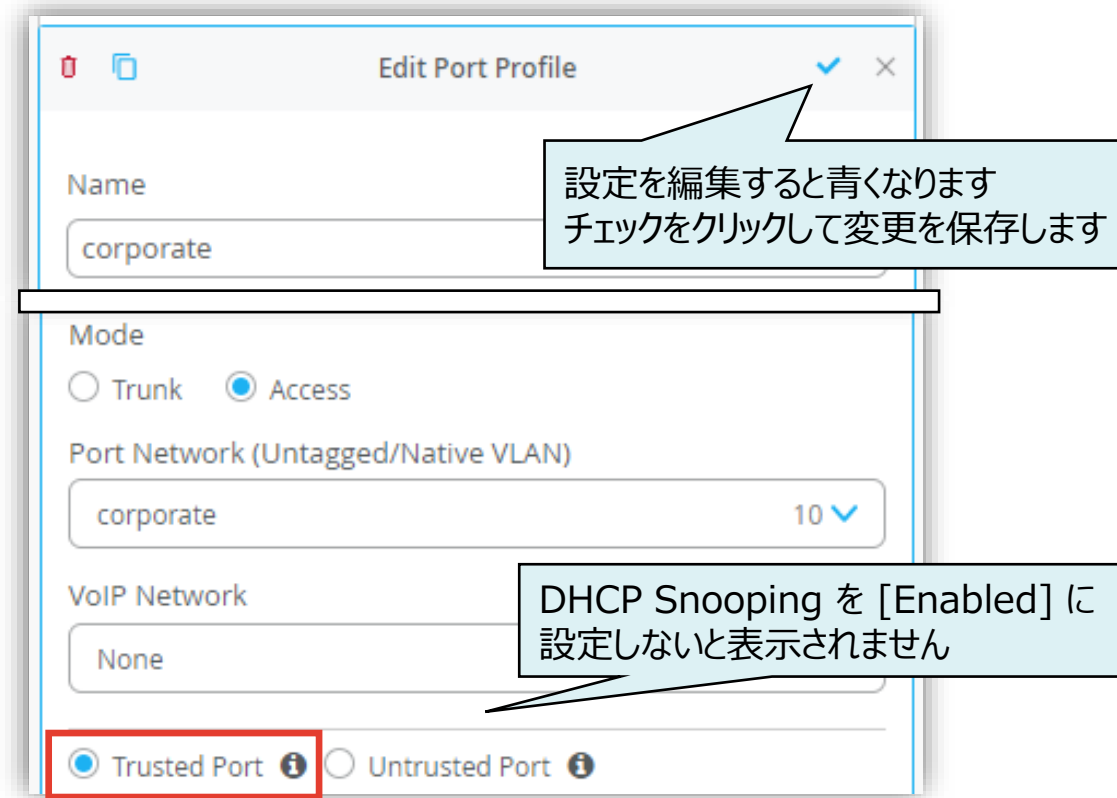 Edit Port Profile
設定を編集すると青くなります
チェックをクリックして変更を保存します
Name
corporate
Mode
Trunk Access
Port Network (Untagged/Native VLAN)
corporate 10
VoIP Network
DHCP Snooping を [Enabled] に
設定しないと表示されません
None
Trusted Port Untrusted Port